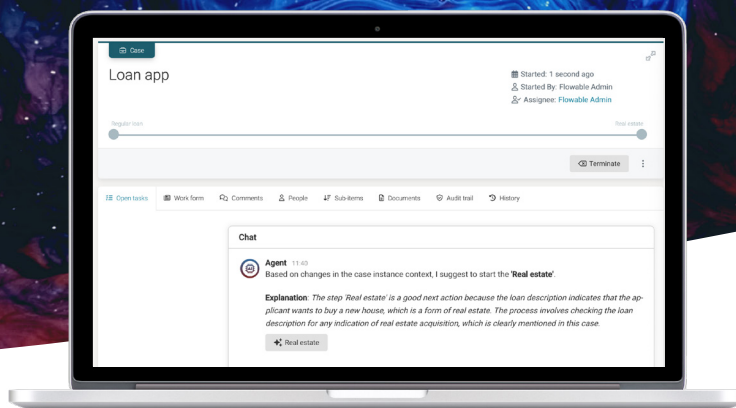 Case
Loan app
Started: 1 second ago
Started By: Flowable Admin
Assignee: Flowable Admin
Regular loan
Real estate
Terminate
Open tasks Work form Comments People Sub-items Documents Audit trail History
Chat
Agent 11:40
Based on changes in the case instance context, I suggest to start the 'Real estate'.
Explanation: The step 'Real estate' is a good next action because the loan description indicates that the ap-
plicant wants to buy a new house, which is a form of real estate. The process involves checking the loan
description for any indication of real estate acquisition, which is clearly mentioned in this case.
Real estate